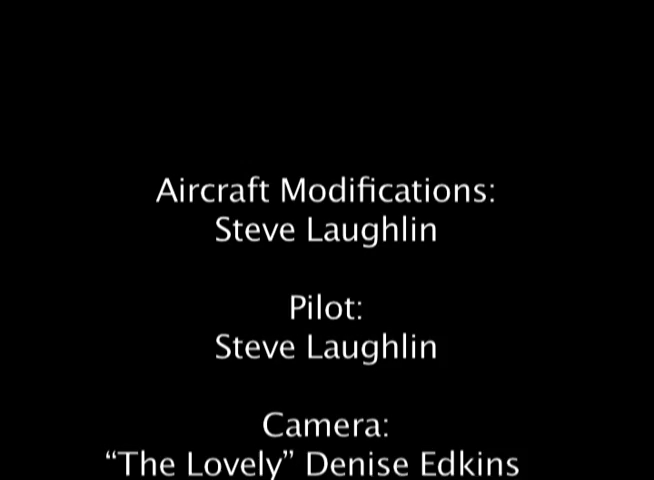 Aircraft Modifications:
Steve Laughlin
Pilot:
Steve Laughlin
Camera:
“The Lovely” Denise Edkins